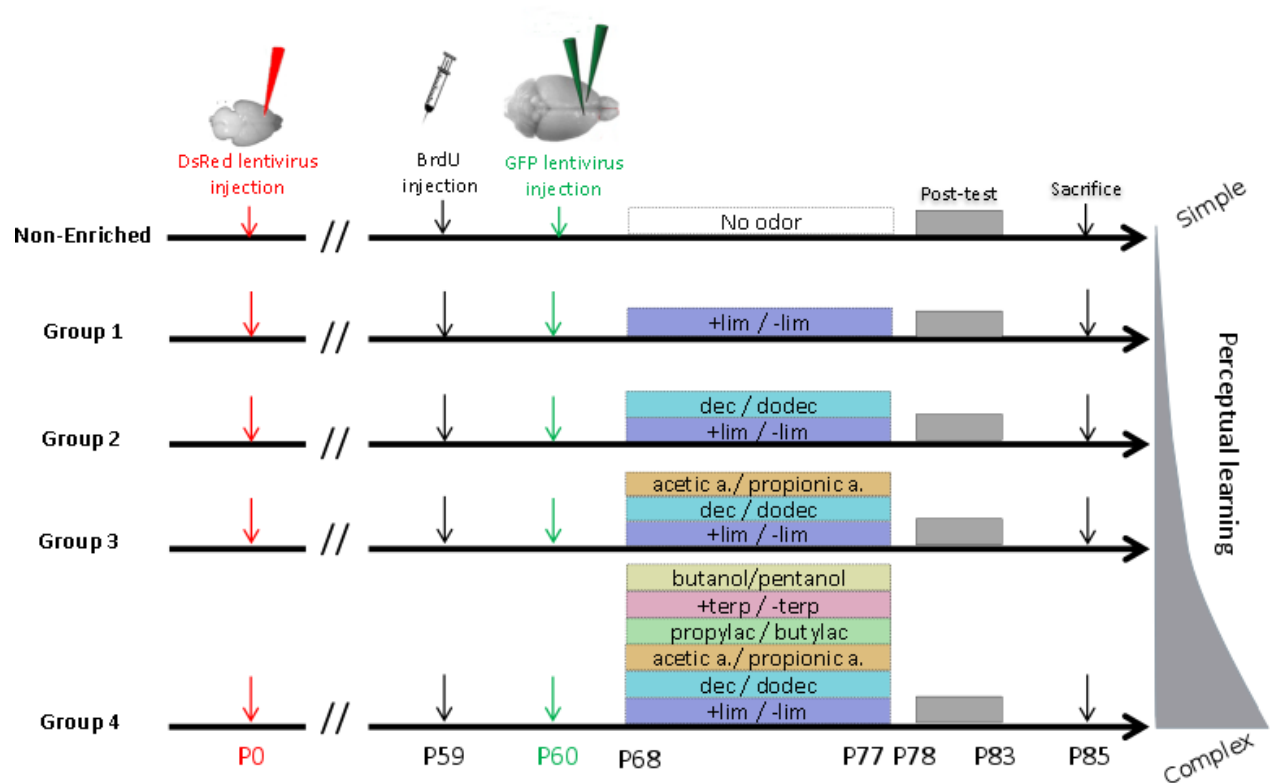 DsRed lentivirus
injection
BrdU
injection
GFP lentivirus
injection
Post-test
Sacrifice
Simple
Non-Enriched
No odor
Group 1
+lim / -lim
Group 2
dec / dodec
+lim / -lim
Perceptual learning
Group 3
acetic a./ propionic a.
dec / dodec
+lim / -lim
Group 4
butanol/pentanol
+terp / -terp
propylac / butylac
acetic a./ propionic a.
dec / dodec
+lim / -lim
P0
P59
P60
P68
P77
P78
P83
P85
Complex